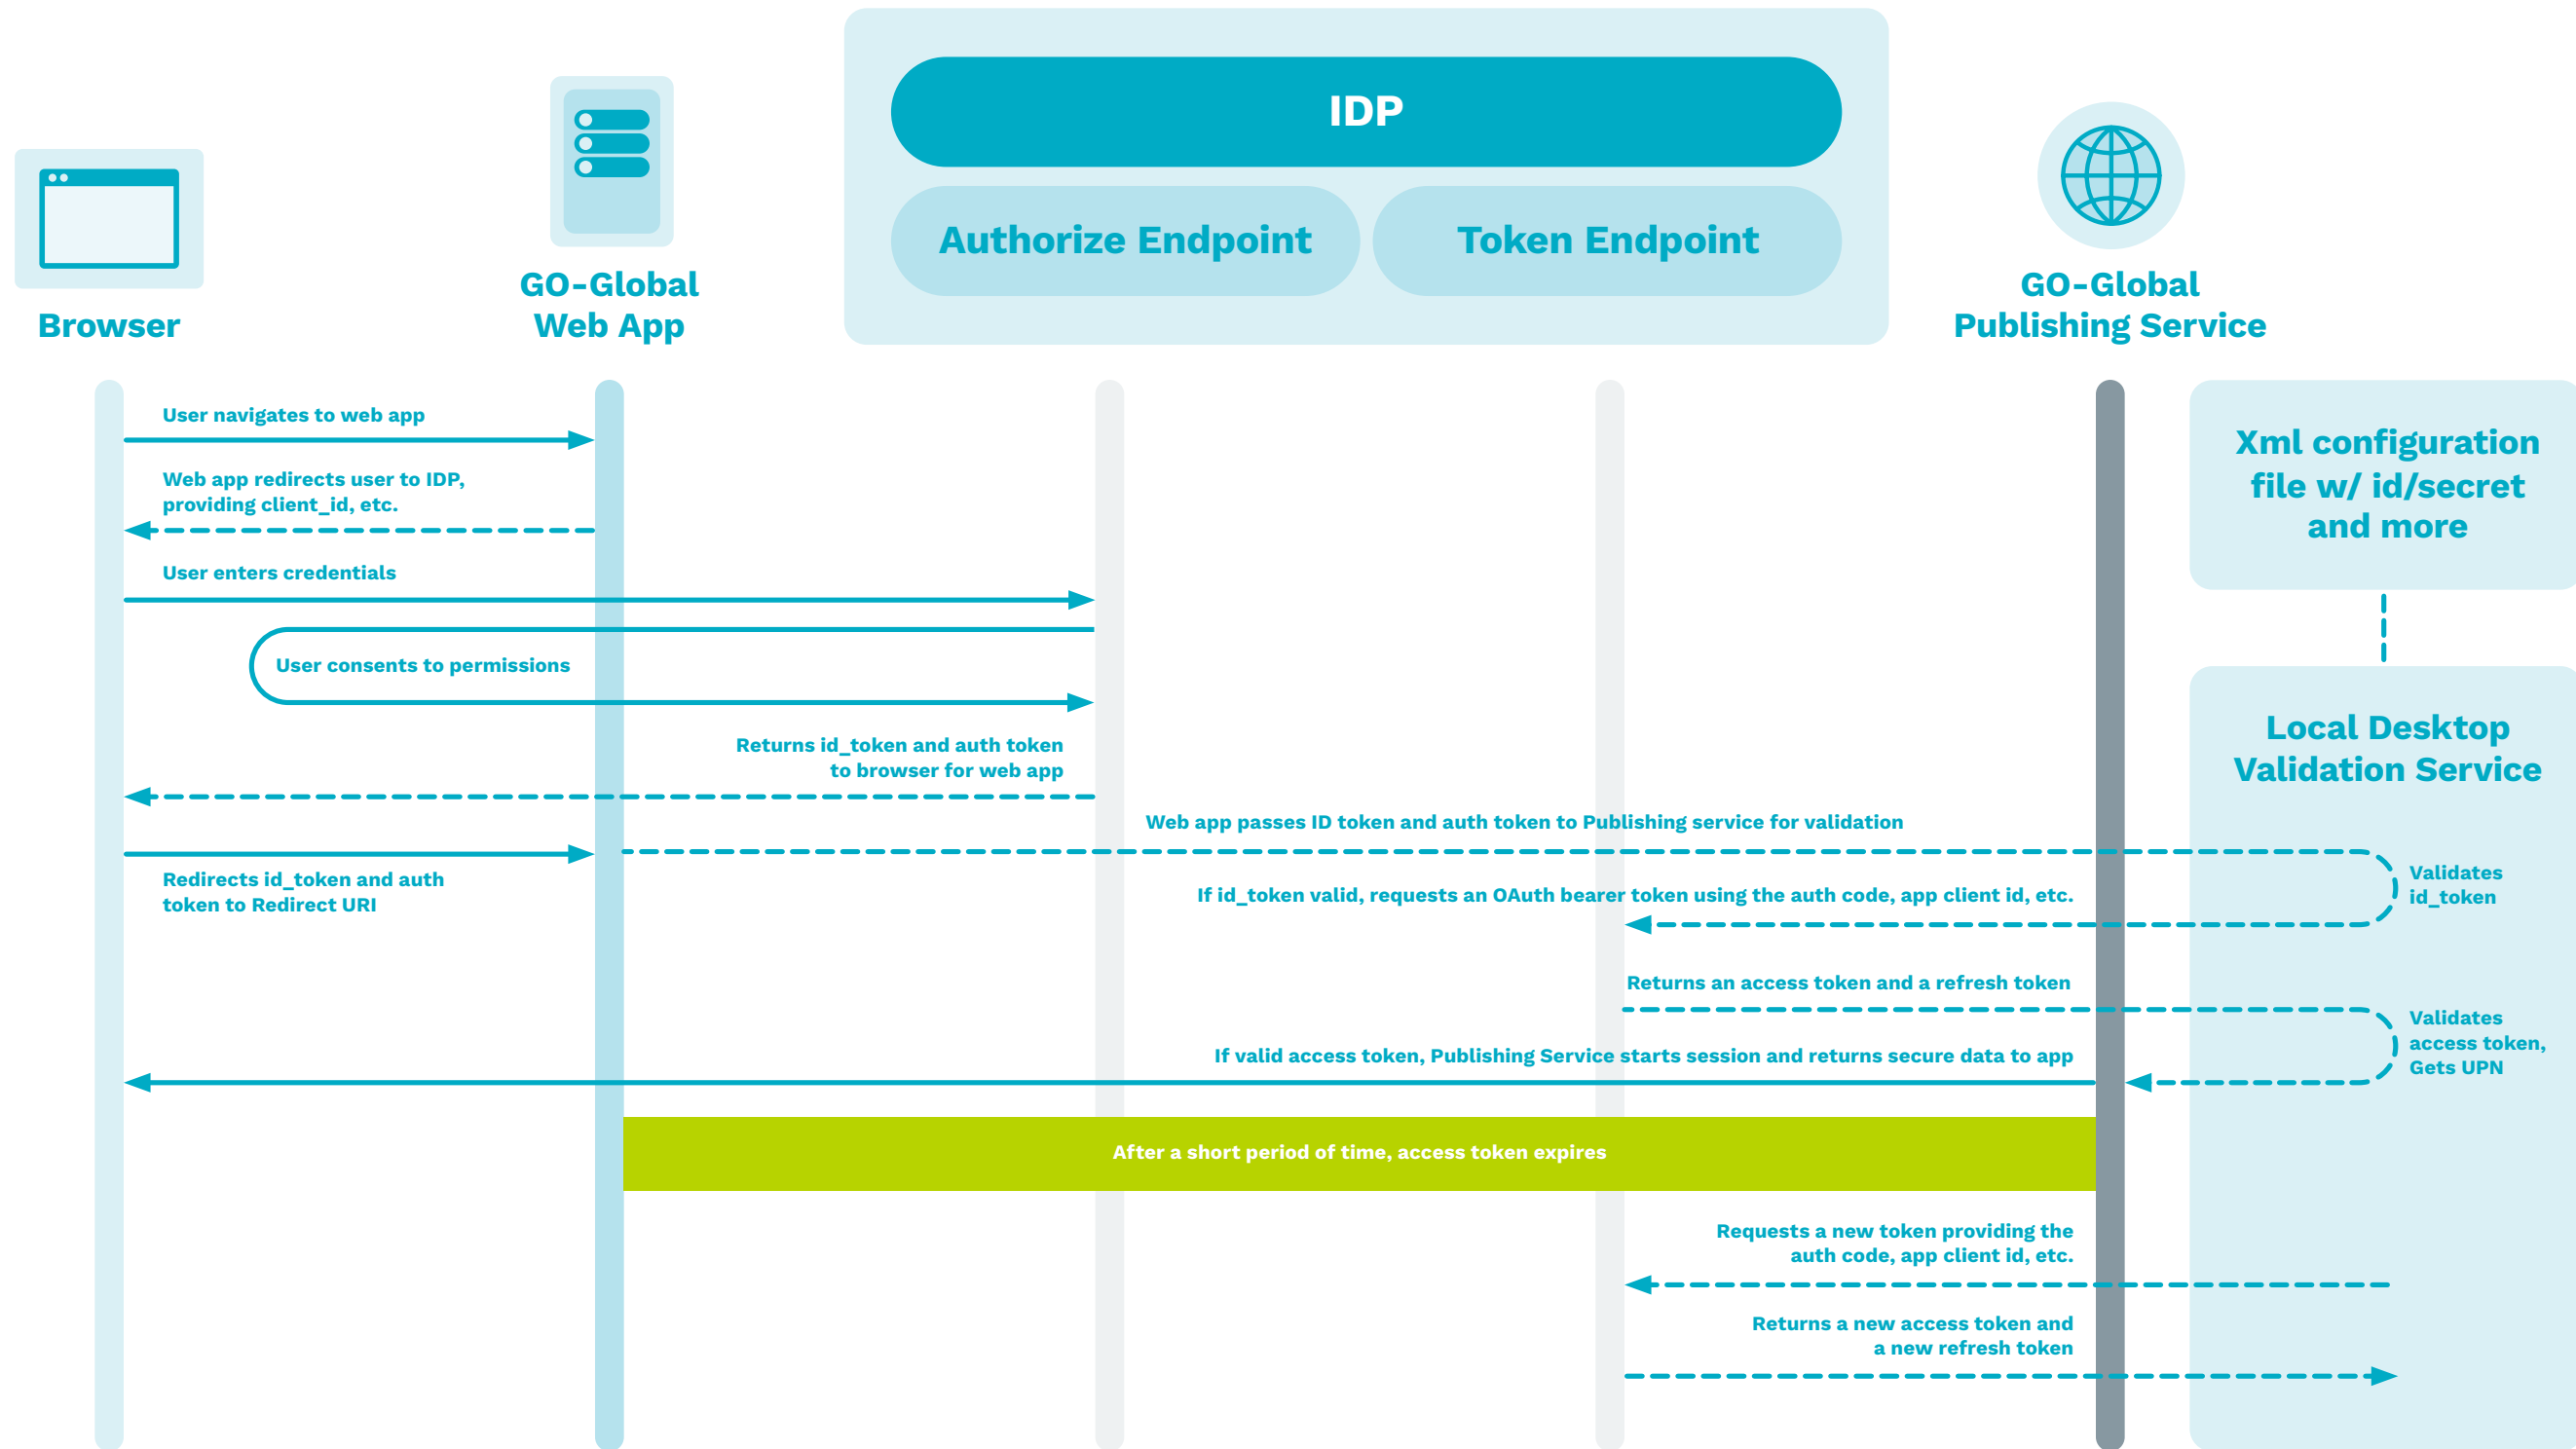 IDP
Authorize Endpoint
Token Endpoint
Browser
GO-Global
Web App
GO-Global
Publishing Service
User navigates to web app
Web app redirects user to IDP,
providing client_id, etc.
User enters credentials
User consents to permissions
Returns id_token and auth token
to browser for web app
Redirects id_token and auth
token to Redirect URI
Web app passes ID token and auth token to Publishing service for validation
If id_token valid, requests an OAuth bearer token using the auth code, app client id, etc.
Returns an access token and a refresh token
If valid access token, Publishing Service starts session and returns secure data to app
After a short period of time, access token expires
Requests a new token providing the
auth code, app client id, etc.
Returns a new access token and
a new refresh token
Xml configuration
file w/ id/secret
and more
Local Desktop
Validation Service
Validates
id_token
Validates
access token,
Gets UPN